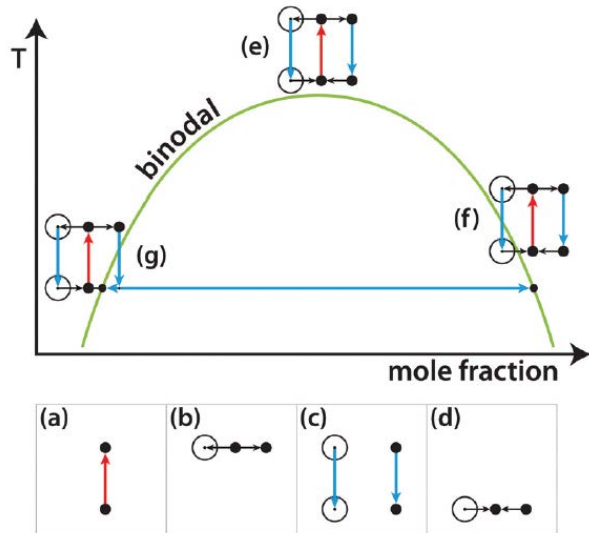 (e)
T
binodal
(f)
(g)
mole fraction
(a) (b) (c) (d)